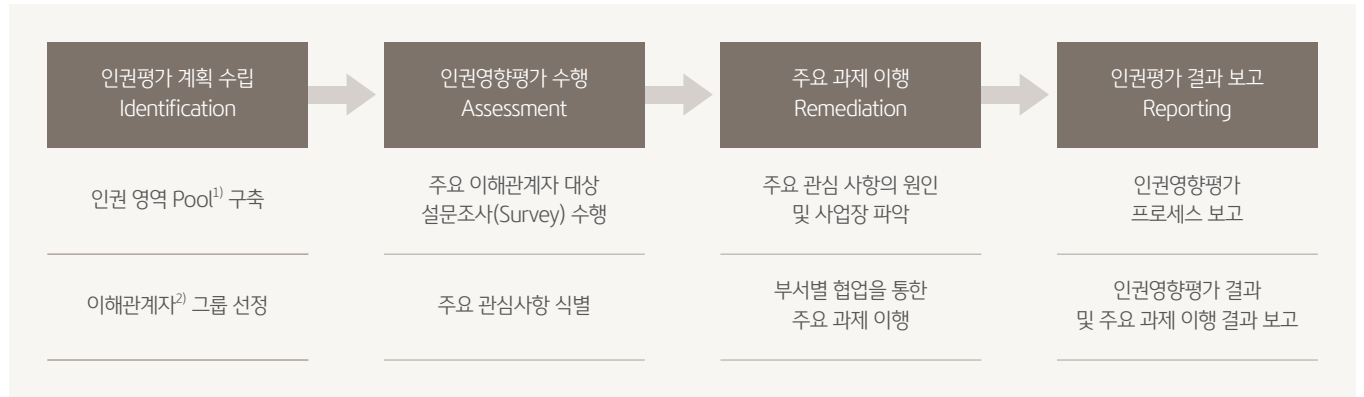 인권평가 계획 수립
Identification
인권영향평가 수행
Assessment
주요 과제 이행
Remediation
인권평가 결과 보고
Reporting
인권 영역 Pool1) 구축
주요 이해관계자 대상
설문조사(Survey) 수행
주요 관심 사항의 원인
및 사업장 파악
인권영향평가
프로세스 보고
이해관계자2) 그룹 선정
주요 관심사항 식별
부서별 협업을 통한
주요 과제 이행
인권영향평가 결과
및 주요 과제 이행 결과 보고